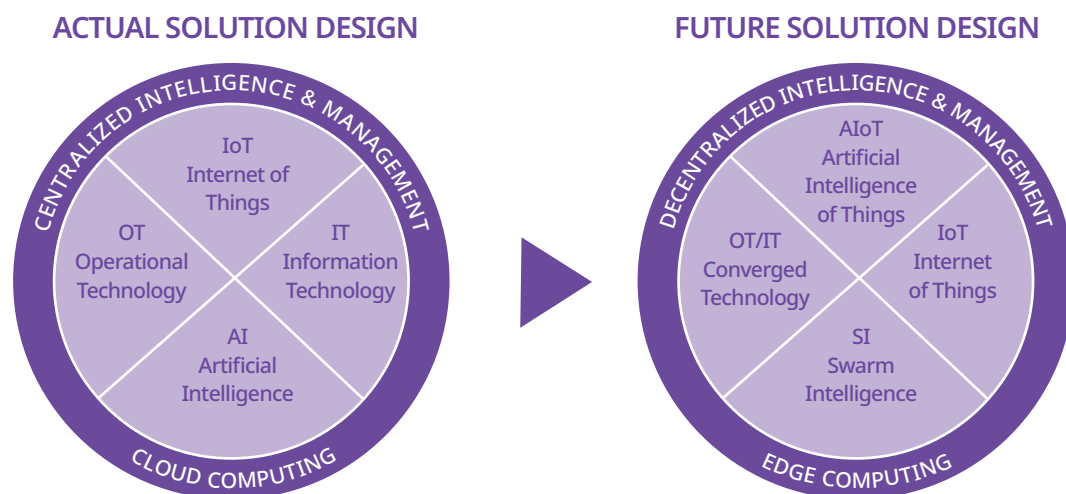 ACTUAL SOLUTION DESIGN
CENTRALIZED INTELLIGENCE & MANAGEMENT
IoT
Internet of
Things
OT
Operational
Technology
IT
Information
Technology
AI
Artificial
Intelligence
CLOUD COMPUTING
FUTURE SOLUTION DESIGN
DECENTRALIZED INTELLIGENCE & MANAGEMENT
AIoT
Artificial
Intelligence
of Things
OT/IT
Converged
Technology
IoT
Internet
of Things
SI
Swarm
Intelligence
EDGE COMPUTING